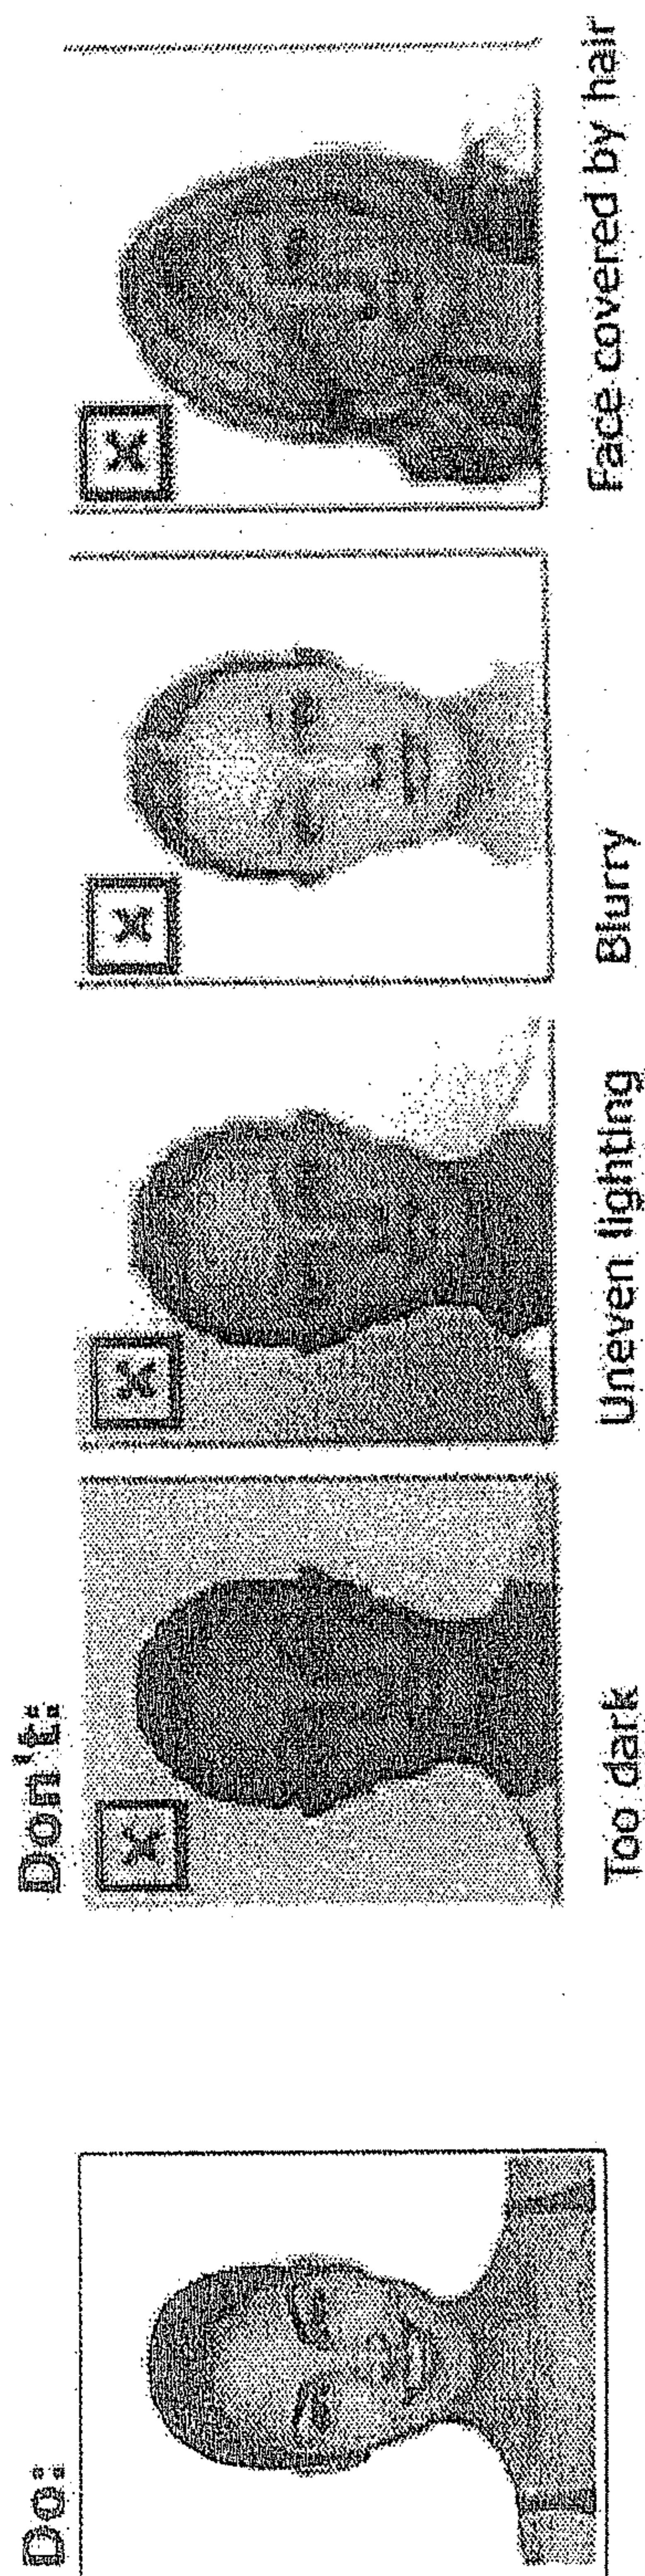 Do:
Don't:
Too dark
Uneven lighting
Blurry
Face covered by hair